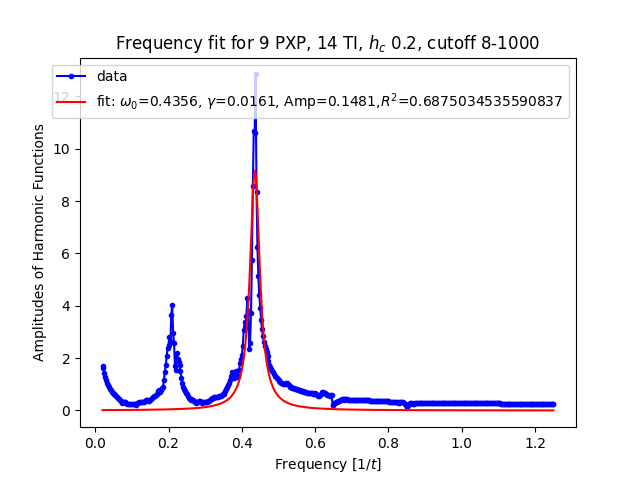 Frequency fit for 9 PXP, 14 TI, $h_c$ 0.2, cutoff 8-1000
data
fit: $\omega_0$=0.4356, $\gamma$=0.0161, Amp=0.1481,$R^2$=0.6875034535590837
12
10
8
6
4
2
0
Amplitudes of Harmonic Functions
0.0 0.2 0.4 0.6 0.8 1.0 1.2
Frequency [1/$t$]